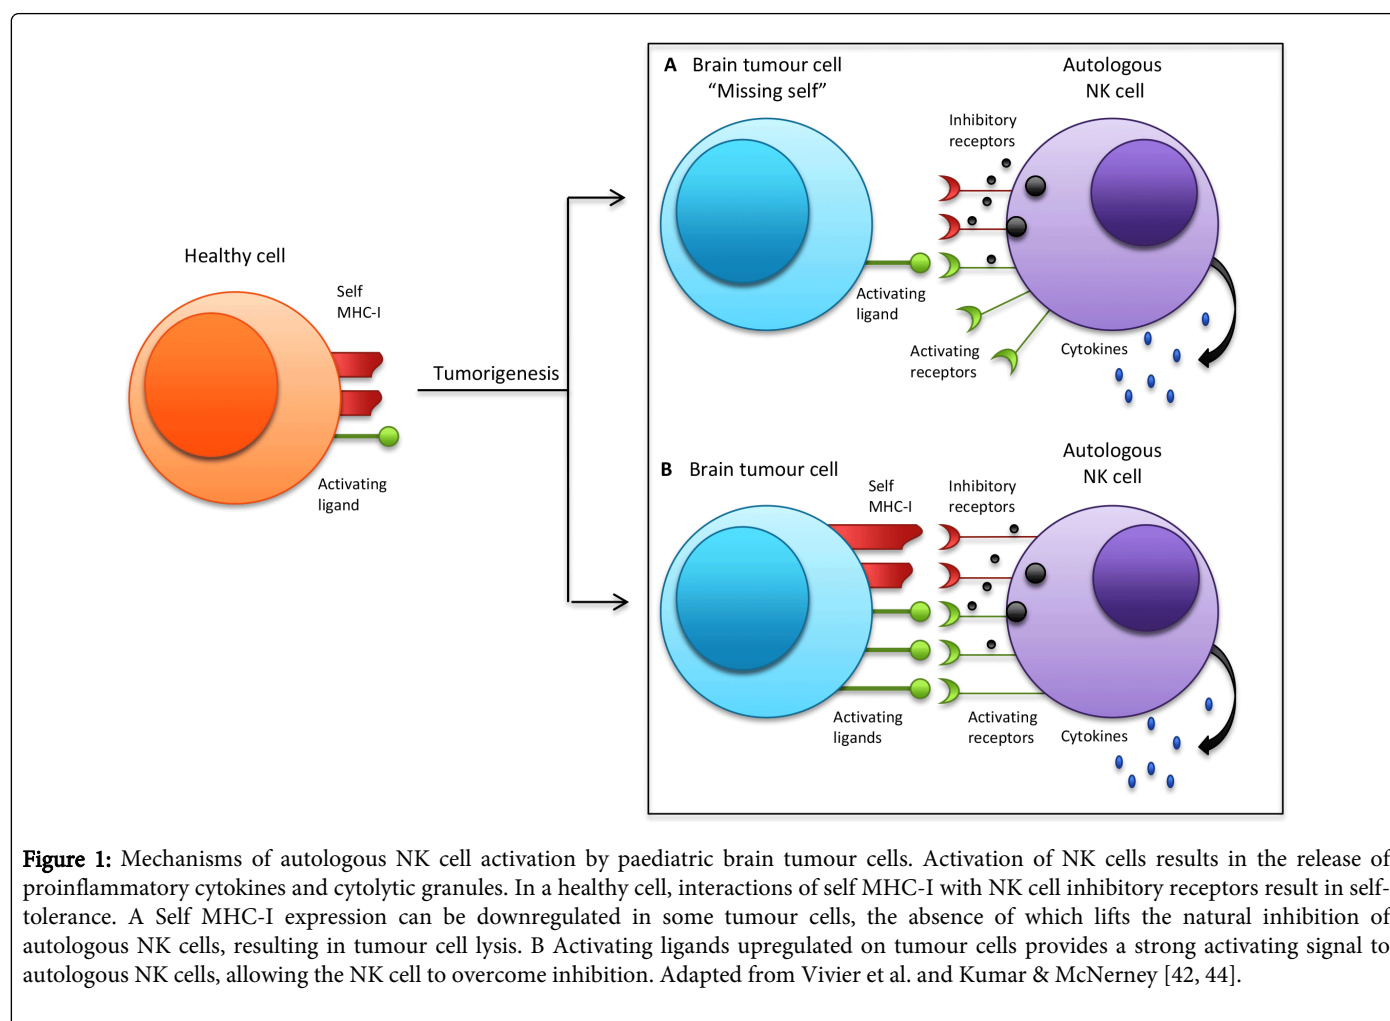 Healthy cell
Self
MHC-I
Activating
ligand
Tumorigenesis
A Brain tumour cell
“Missing self”
Autologous
NK cell
Inhibitory
receptors
Activating
ligand
Activating
receptors
Cytokines
B Brain tumour cell
Autologous
NK cell
Self
MHC-I
Inhibitory
receptors
Activating
ligands
Activating
receptors
Cytokines
Figure 1: Mechanisms of autologous NK cell activation by paediatric brain tumour cells. Activation of NK cells results in the release of
proinflammatory cytokines and cytolytic granules. In a healthy cell, interactions of self MHC-I with NK cell inhibitory receptors result in self-
tolerance. A Self MHC-I expression can be downregulated in some tumour cells, the absence of which lifts the natural inhibition of
autologous NK cells, resulting in tumour cell lysis. B Activating ligands upregulated on tumour cells provides a strong activating signal to
autologous NK cells, allowing the NK cell to overcome inhibition. Adapted from Vivier et al. and Kumar & McNerney [42, 44].